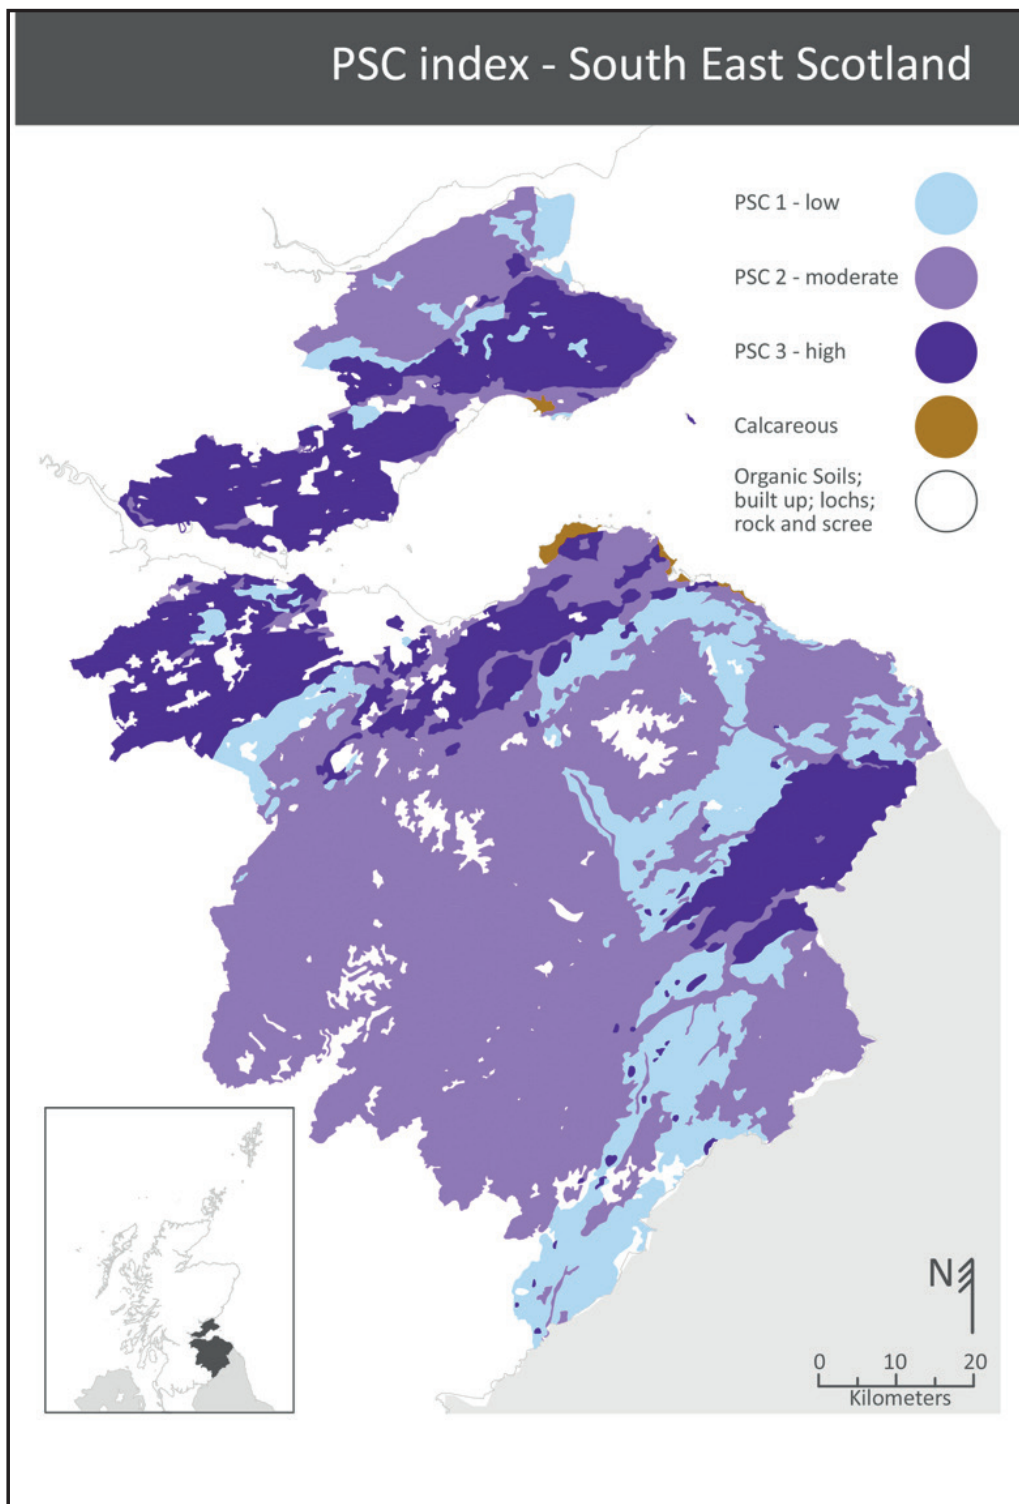 PSC index - South East Scotland
PSC 1 - low
PSC 2 - moderate
PSC 3 - high
Calcareous
Organic Soils;
built up; lochs;
rock and scree
N
0 10 20
Kilometers